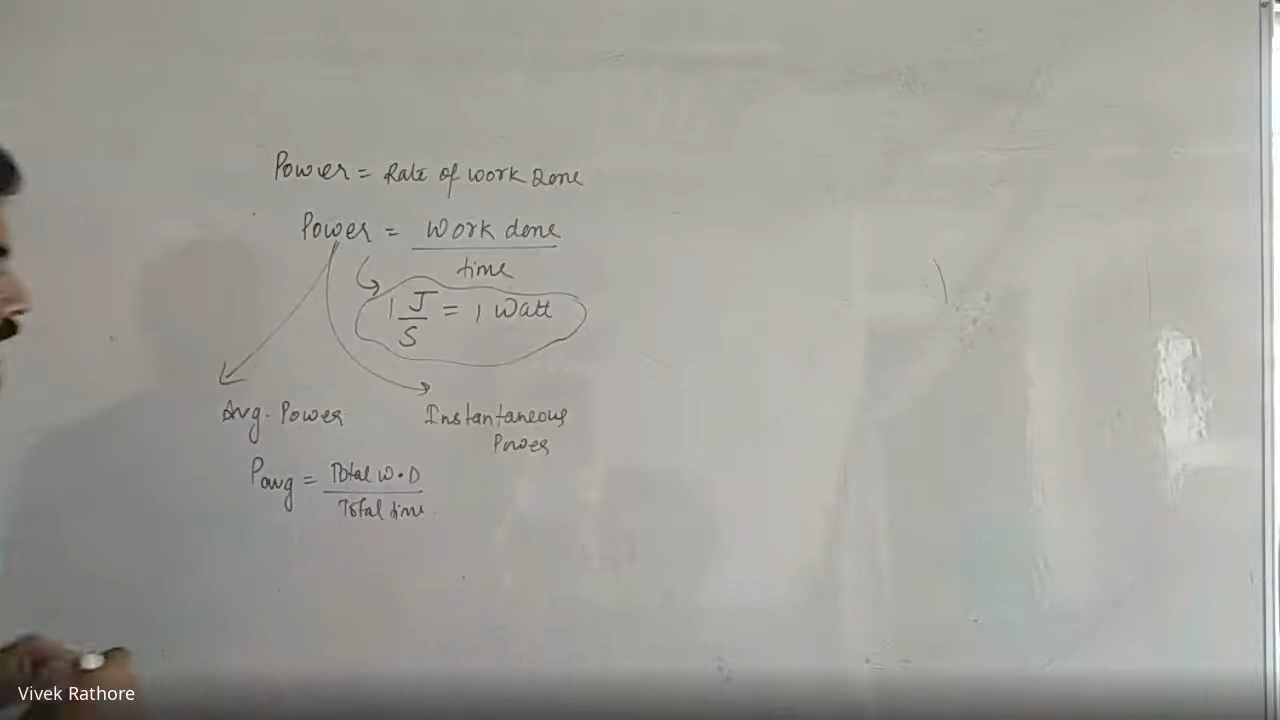 Power = Rate of work Done
Power = Work done
time
1 J/S = 1 Watt
Avg. Power
Instantaneous
Power
Pavg = Total W.D
Total time
Vivek Rathore